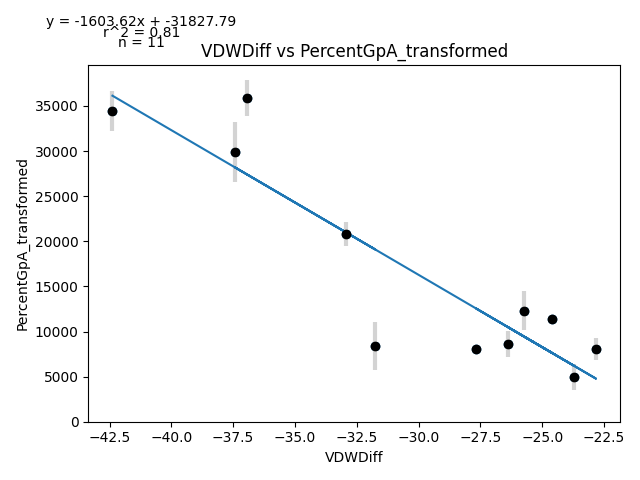 y = -1603.62x + -31827.79
r^2 = 0.81
n = 11
VDWDiff vs PercentGpA_transformed
PercentGpA_transformed
35000
30000
25000
20000
15000
10000
5000
0
−42.5 −40.0 −37.5 −35.0 −32.5 −30.0 −27.5 −25.0 −22.5
VDWDiff